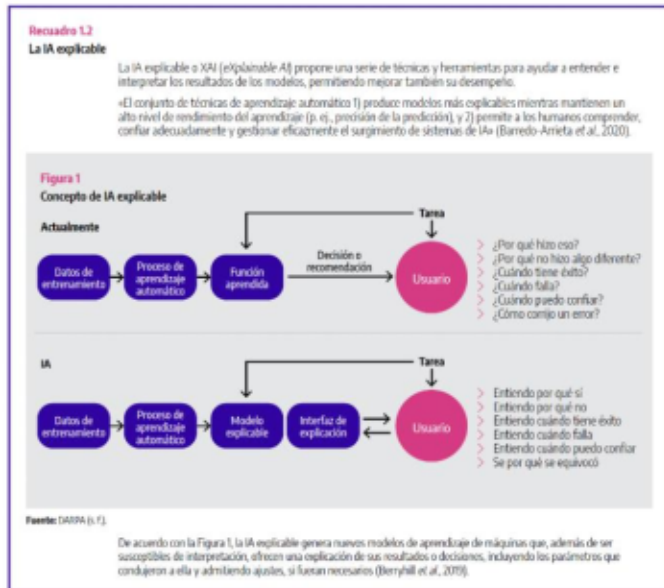 Recuadro 1.2
La IA explicable
La IA explicable o XAI (eXplainable AI) propone una serie de técnicas y herramientas para ayudar a entender e
interpretar los resultados de los modelos, permitiendo mejorar también su desempeño.
«El conjunto de técnicas de aprendizaje automático 1) produce modelos más explicables mientras mantienen un
alto nivel de rendimiento del aprendizaje (p. ej., precisión de la predicción), y 2) permite a los humanos comprender,
confiar adecuadamente y gestionar eficazmente el surgimiento de sistemas de IA» (Barredo-Arrieta et al., 2020).
Figura 1
Concepto de IA explicable
Actualmente
Tarea
Datos de
entrenamiento
Proceso de
aprendizaje
automático
Función
aprendida
Decisión o
recomendación
Usuario
¿Por qué hizo eso?
¿Por qué no hizo algo diferente?
¿Cuándo tiene éxito?
¿Cuándo falla?
¿Cuándo puedo confiar?
¿Cómo corrijo un error?
IA
Tarea
Datos de
entrenamiento
Proceso de
aprendizaje
automático
Modelo
explicable
Interfaz de
explicación
Usuario
Entiendo por qué sí
Entiendo por qué no
Entiendo cuándo tiene éxito
Entiendo cuándo falla
Entiendo cuándo puedo confiar
Se por qué se equivocó
Fuente: DARPA (s. f.).
De acuerdo con la Figura 1, la IA explicable genera nuevos modelos de aprendizaje de máquinas que, además de ser
susceptibles de interpretación, ofrecen una explicación de sus resultados o decisiones, incluyendo los parámetros que
condujeron a ella y admitiendo ajustes, si fueran necesarios (Berryhill et al., 2019).